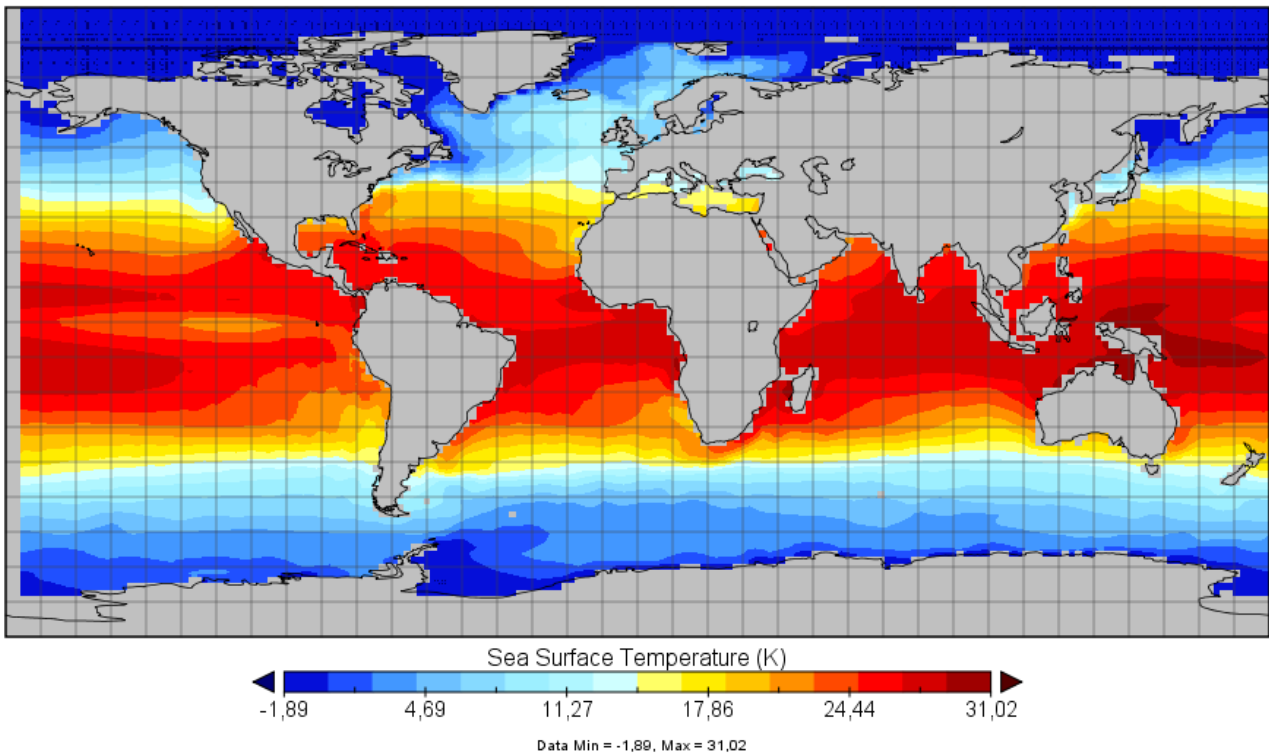 Sea Surface Temperature (K)
-1,89 4,69 11,27 17,86 24,44 31,02
Data Min = -1,89, Max = 31,02